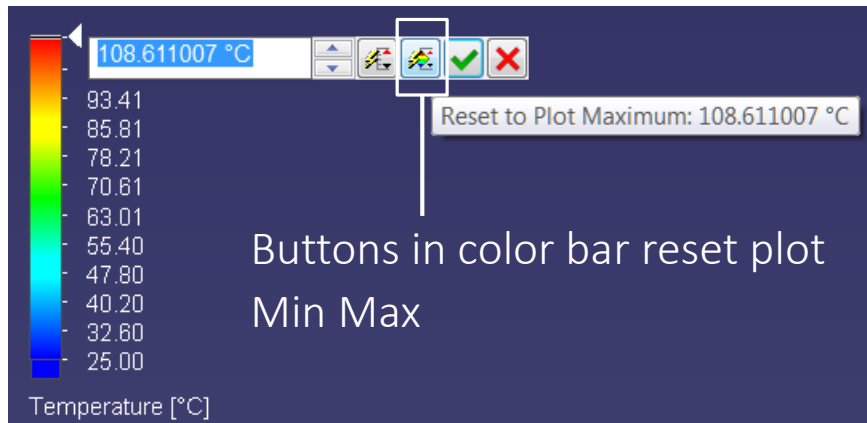 108.611007 °C
Reset to Plot Maximum: 108.611007 °C
93.41
85.81
78.21
70.61
63.01
55.40
47.80
40.20
32.60
25.00
Temperature [°C]
Buttons in color bar reset plot
Min Max